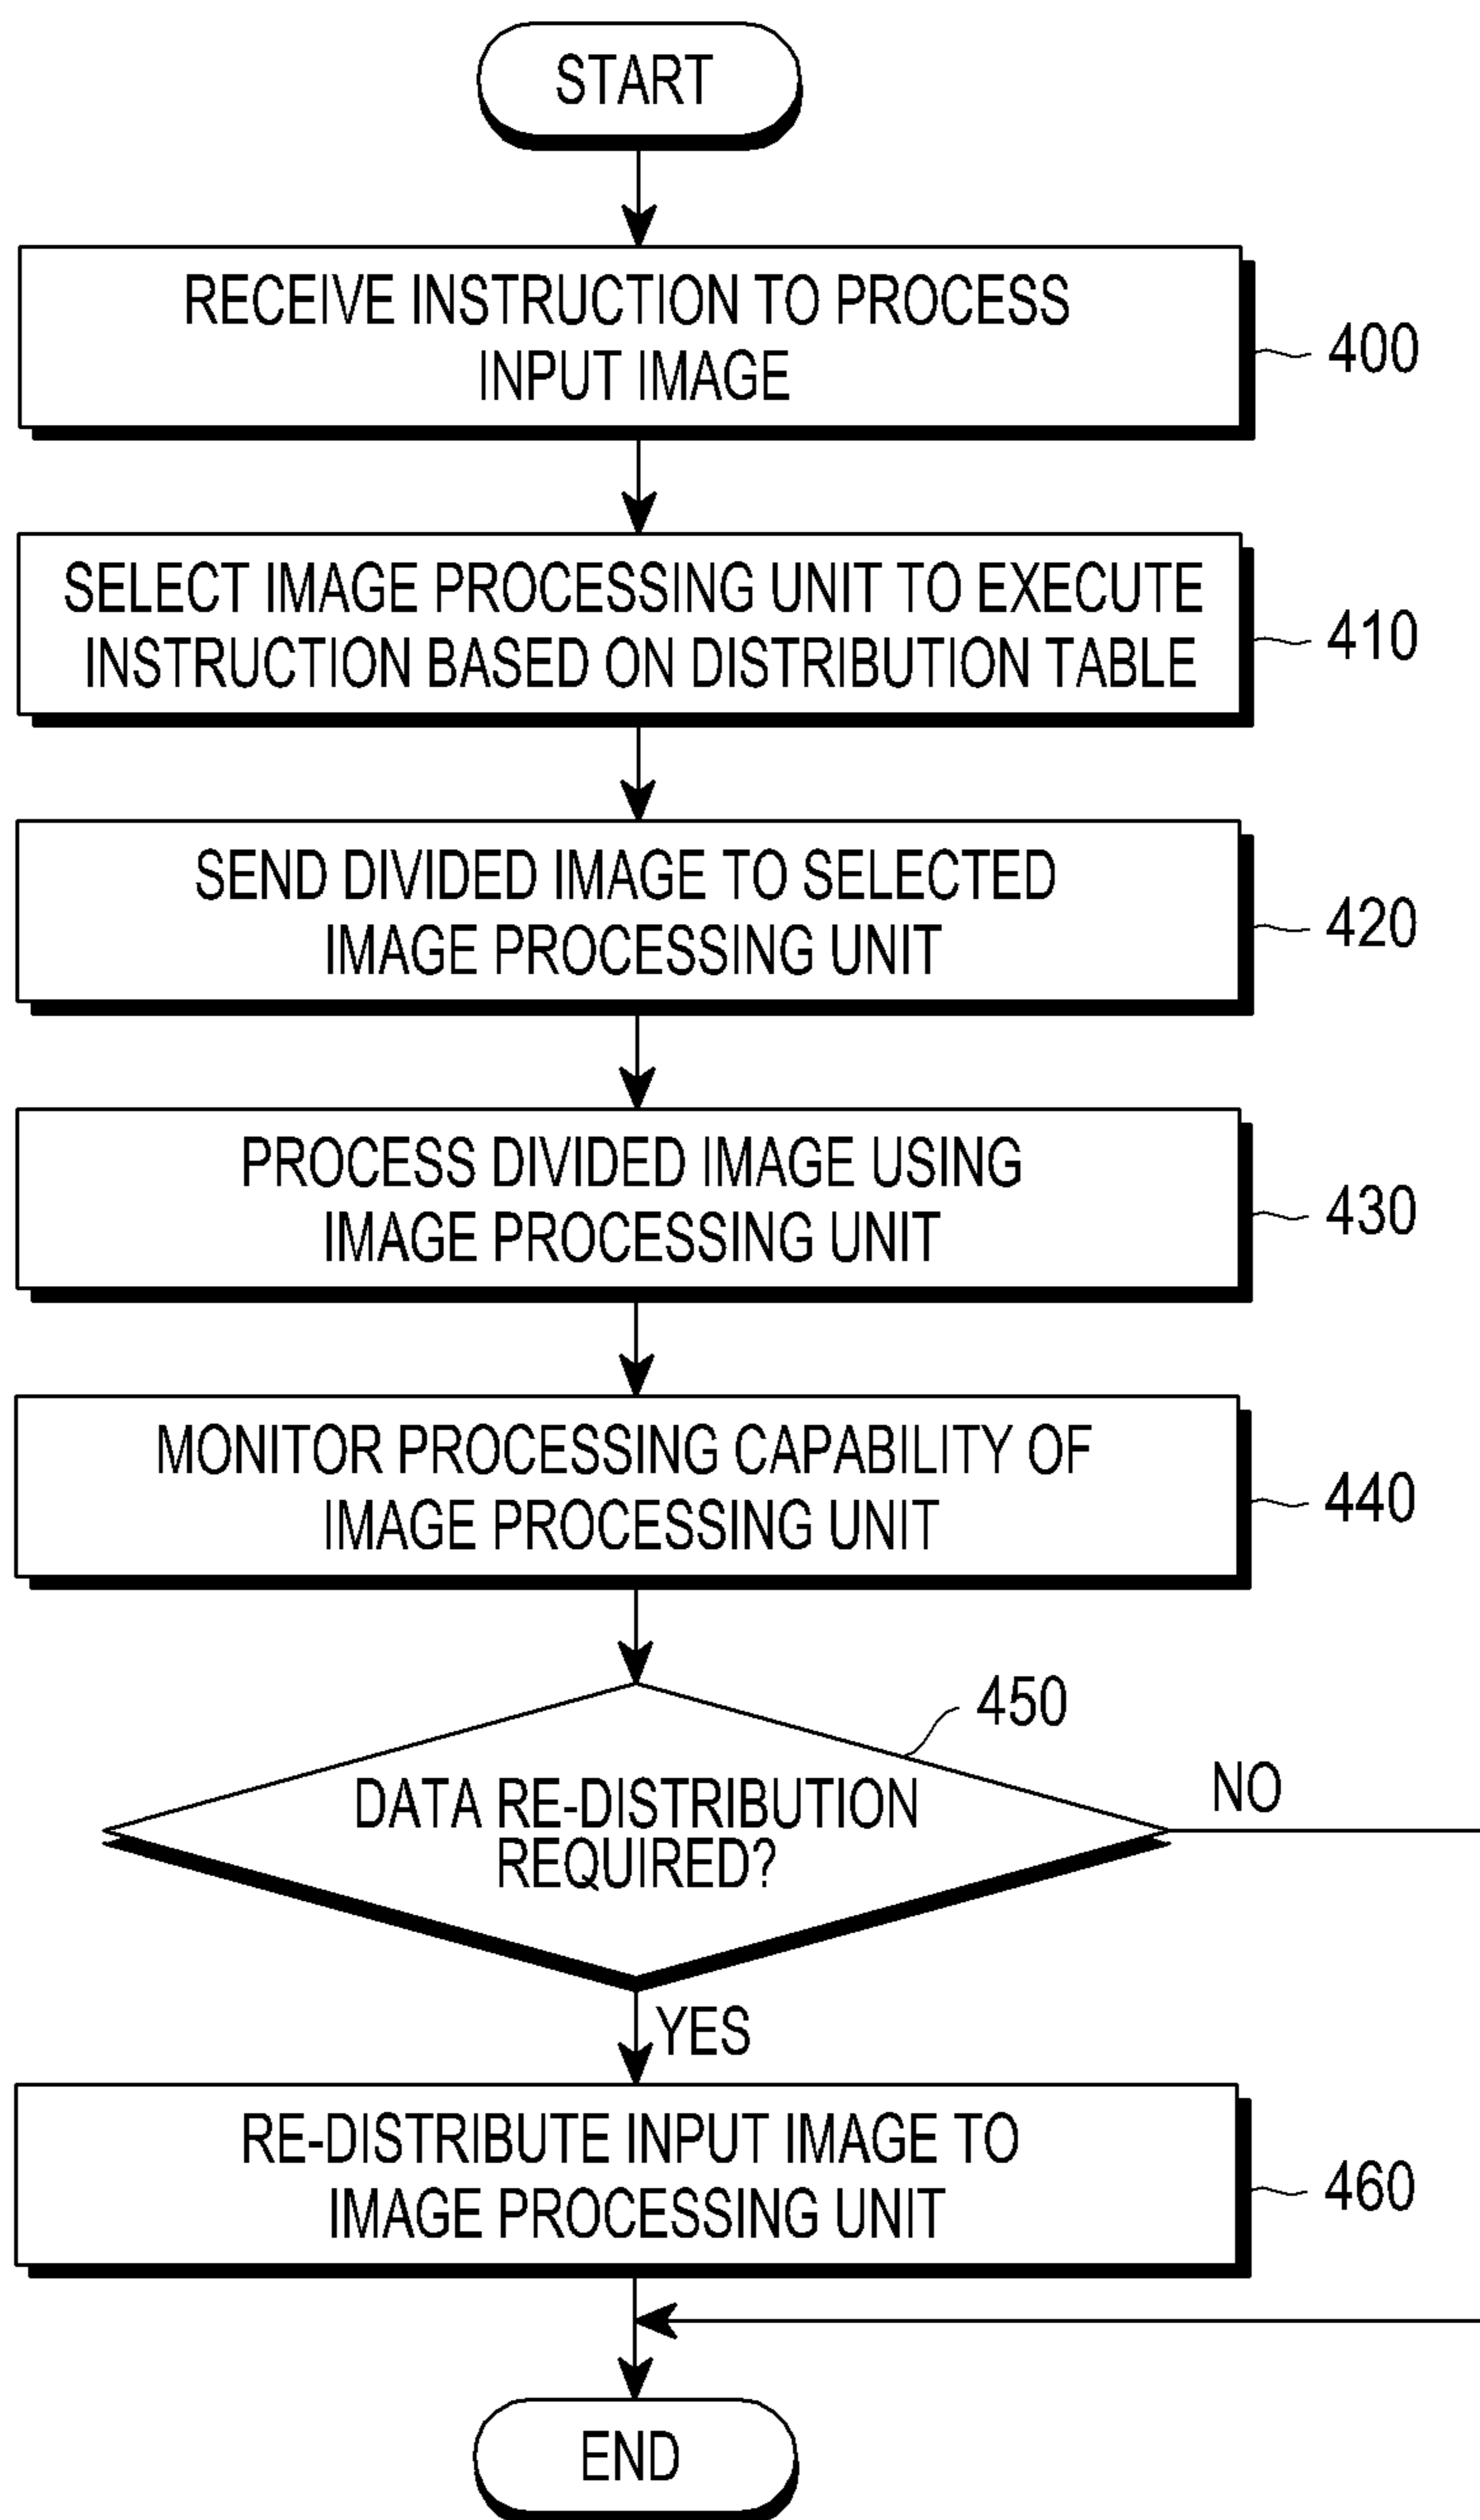 START
RECEIVE INSTRUCTION TO PROCESS
INPUT IMAGE
400
SELECT IMAGE PROCESSING UNIT TO EXECUTE
INSTRUCTION BASED ON DISTRIBUTION TABLE
410
SEND DIVIDED IMAGE TO SELECTED
IMAGE PROCESSING UNIT
420
PROCESS DIVIDED IMAGE USING
IMAGE PROCESSING UNIT
430
MONITOR PROCESSING CAPABILITY OF
IMAGE PROCESSING UNIT
440
450
DATA RE-DISTRIBUTION
REQUIRED?
NO
YES
RE-DISTRIBUTE INPUT IMAGE TO
IMAGE PROCESSING UNIT
460
END